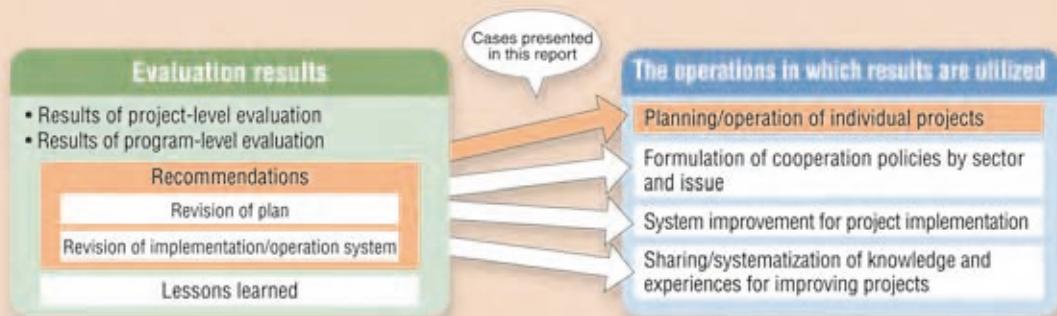 Cases presented
in this report
Evaluation results
• Results of project-level evaluation
• Results of program-level evaluation
Recommendations
Revision of plan
Revision of implementation/operation system
Lessons learned
The operations in which results are utilized
Planning/operation of individual projects
Formulation of cooperation policies by sector
and issue
System improvement for project implementation
Sharing/systematization of knowledge and
experiences for improving projects